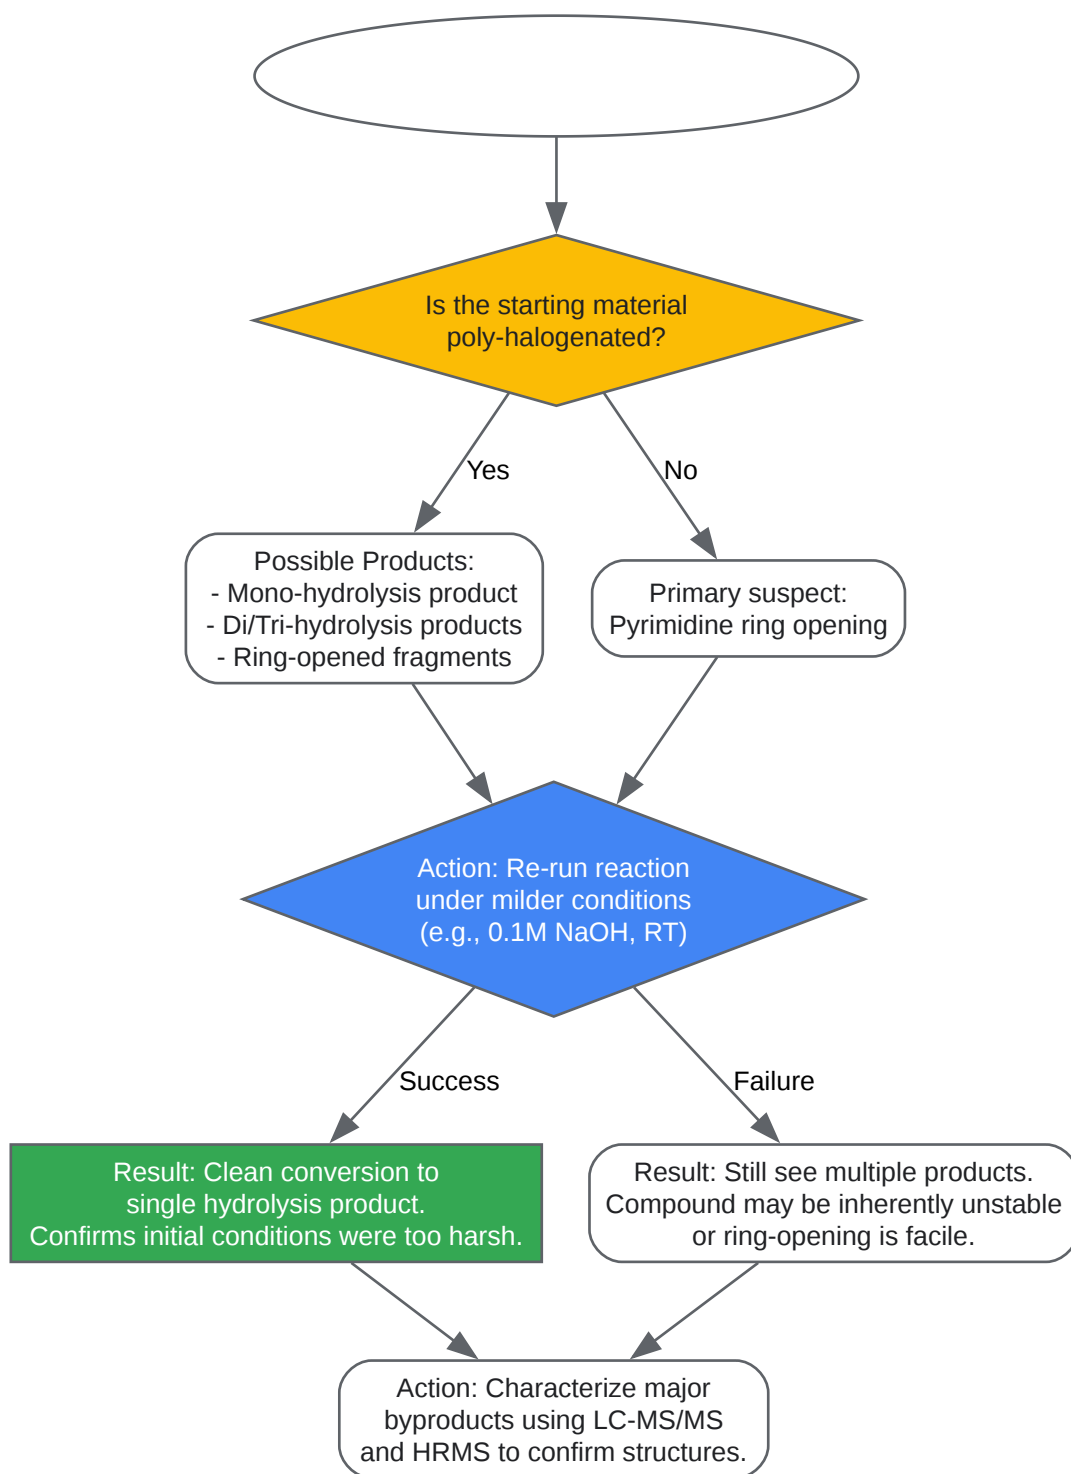 Is the starting material
poly-halogenated?
Yes
No
Possible Products:
- Mono-hydrolysis product
- Di/Tri-hydrolysis products
- Ring-opened fragments
Primary suspect:
Pyrimidine ring opening
Action: Re-run reaction
under milder conditions
(e.g., 0.1M NaOH, RT)
Success
Failure
Result: Clean conversion to
single hydrolysis product.
Confirms initial conditions were too harsh.
Result: Still see multiple products.
Compound may be inherently unstable
or ring-opening is facile.
Action: Characterize major
byproducts using LC-MS/MS
and HRMS to confirm structures.